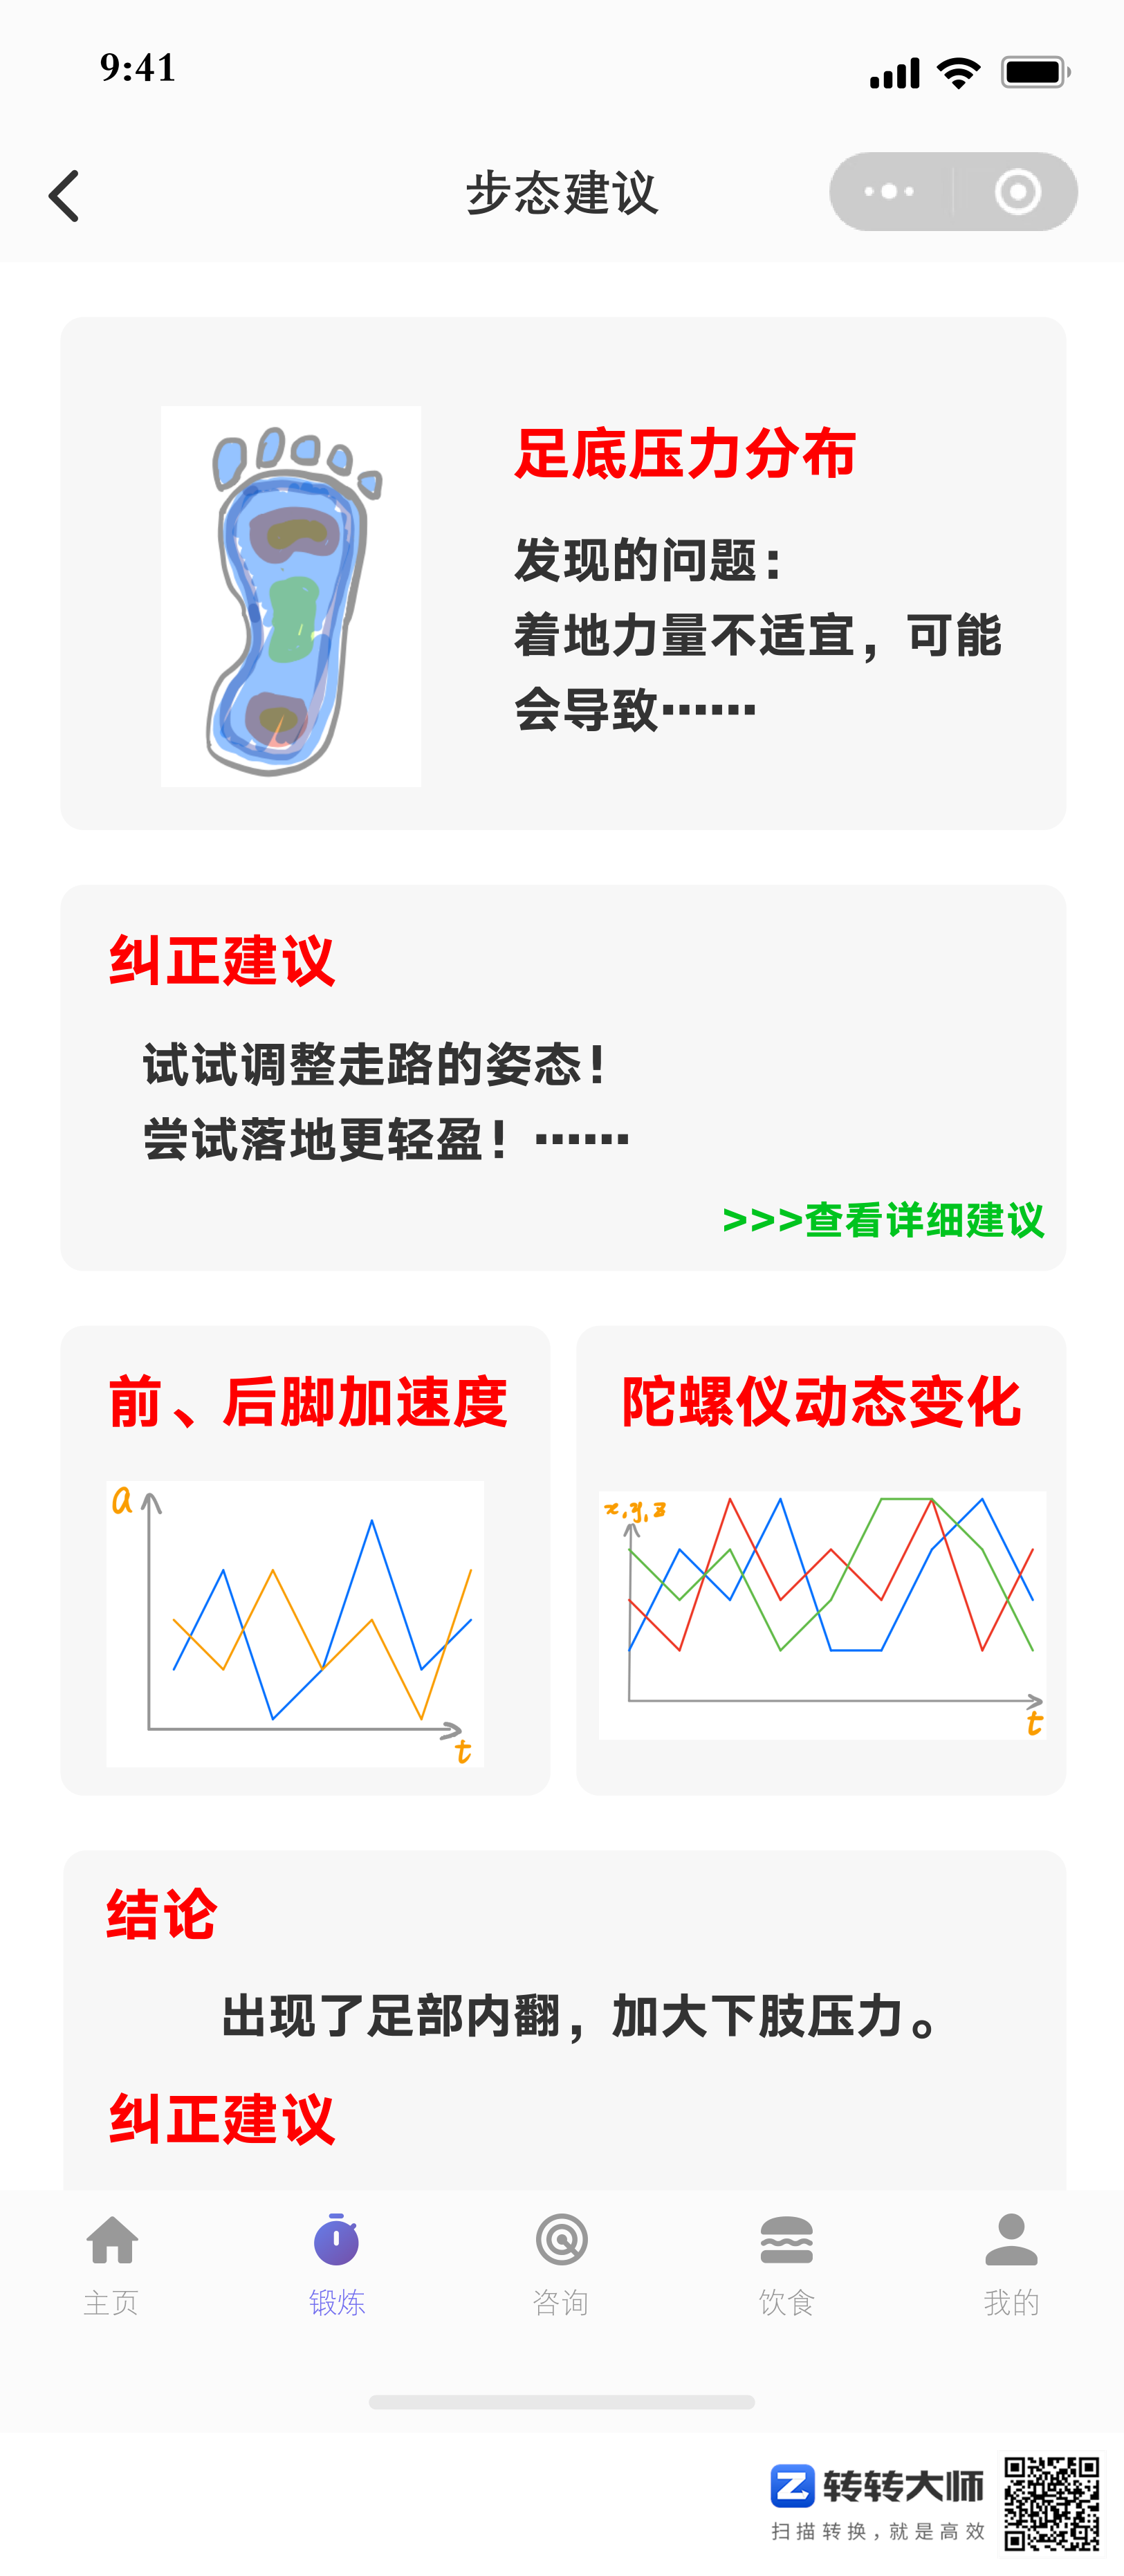 9:41
步态建议
足底压力分布
发现的问题：
着地力量不适宜，可能
会导致……
纠正建议
试试调整走路的姿态！
尝试落地更轻盈！……
>>>查看详细建议
前、后脚加速度
陀螺仪动态变化
a
t
x,y,z
t
结论
出现了足部内翻，加大下肢压力。
纠正建议
主页
锻炼
咨询
饮食
我的
转转大师
扫描转换，就是高效